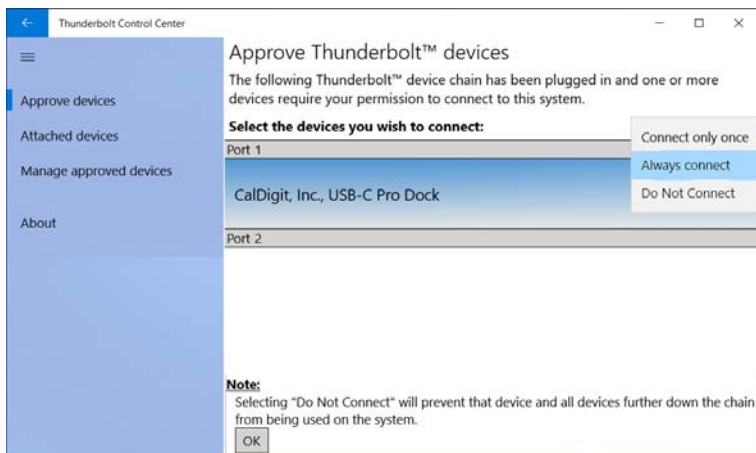 Thunderbolt Control Center
Approve devices
Attached devices
Manage approved devices
About
Approve Thunderbolt™ devices
The following Thunderbolt™ device chain has been plugged in and one or more
devices require your permission to connect to this system.
Select the devices you wish to connect:
Port 1
CalDigit, Inc., USB-C Pro Dock
Connect only once
Always connect
Do Not Connect
Port 2
Note:
Selecting "Do Not Connect" will prevent that device and all devices further down the chain
from being used on the system.
OK